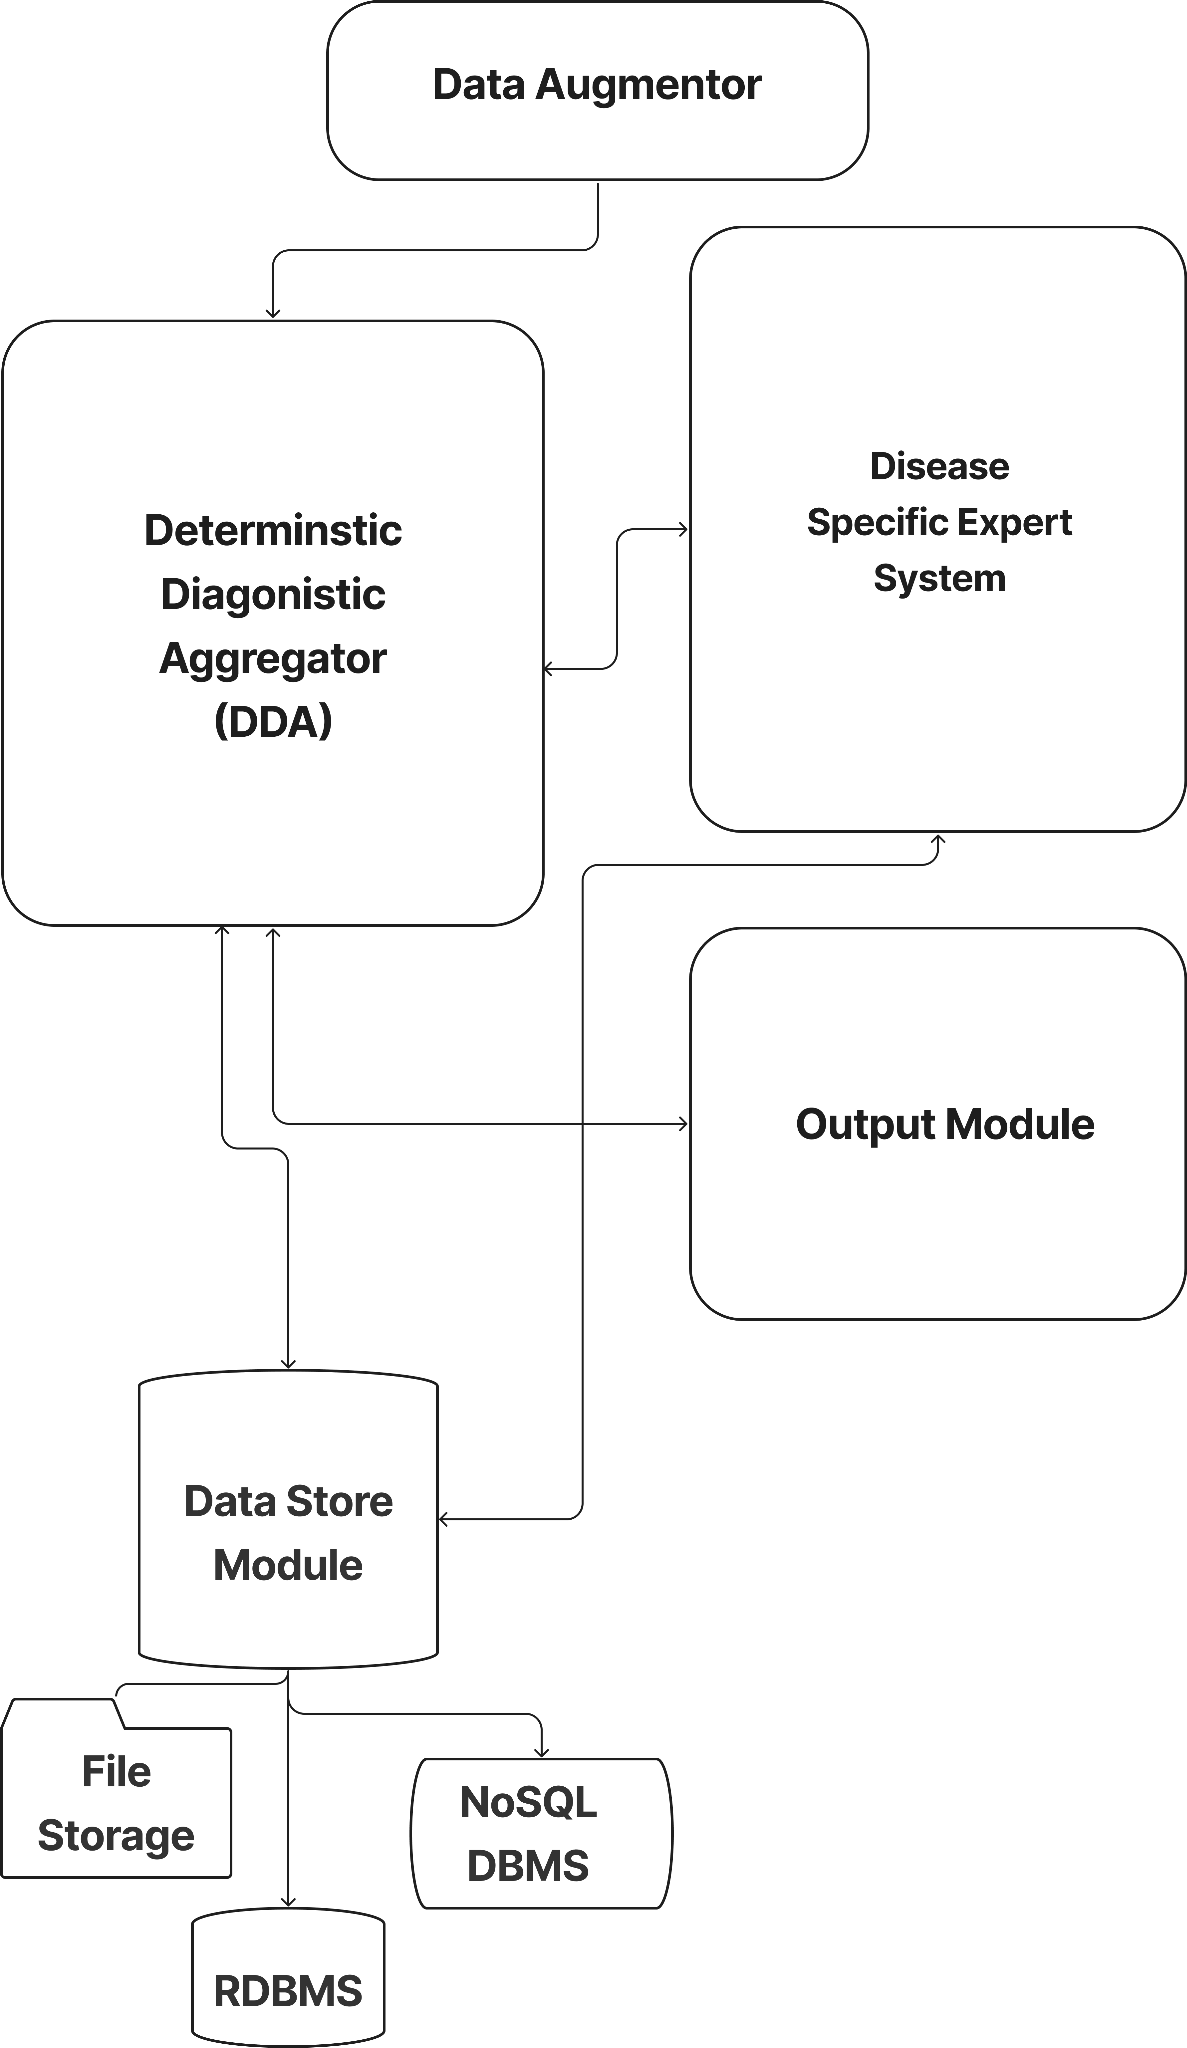 Data Augmentor
Determinstic
Diagonistic
Aggregator
(DDA)
Disease
Specific Expert
System
Output Module
Data Store
Module
File
Storage
NoSQL
DBMS
RDBMS